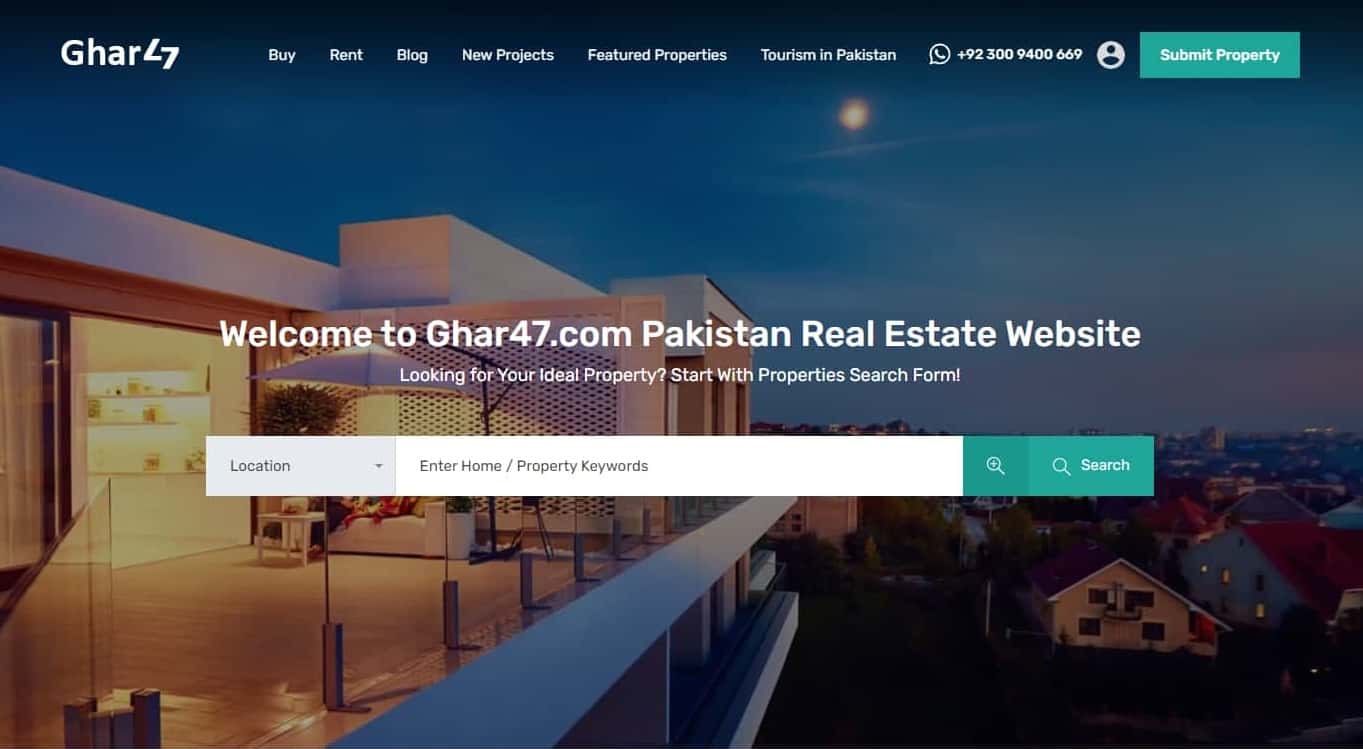 Ghar47
Buy Rent Blog New Projects Featured Properties Tourism in Pakistan +92 300 9400 669 Submit Property
Welcome to Ghar47.com Pakistan Real Estate Website
Looking for Your Ideal Property? Start With Properties Search Form!
Location Enter Home / Property Keywords Search